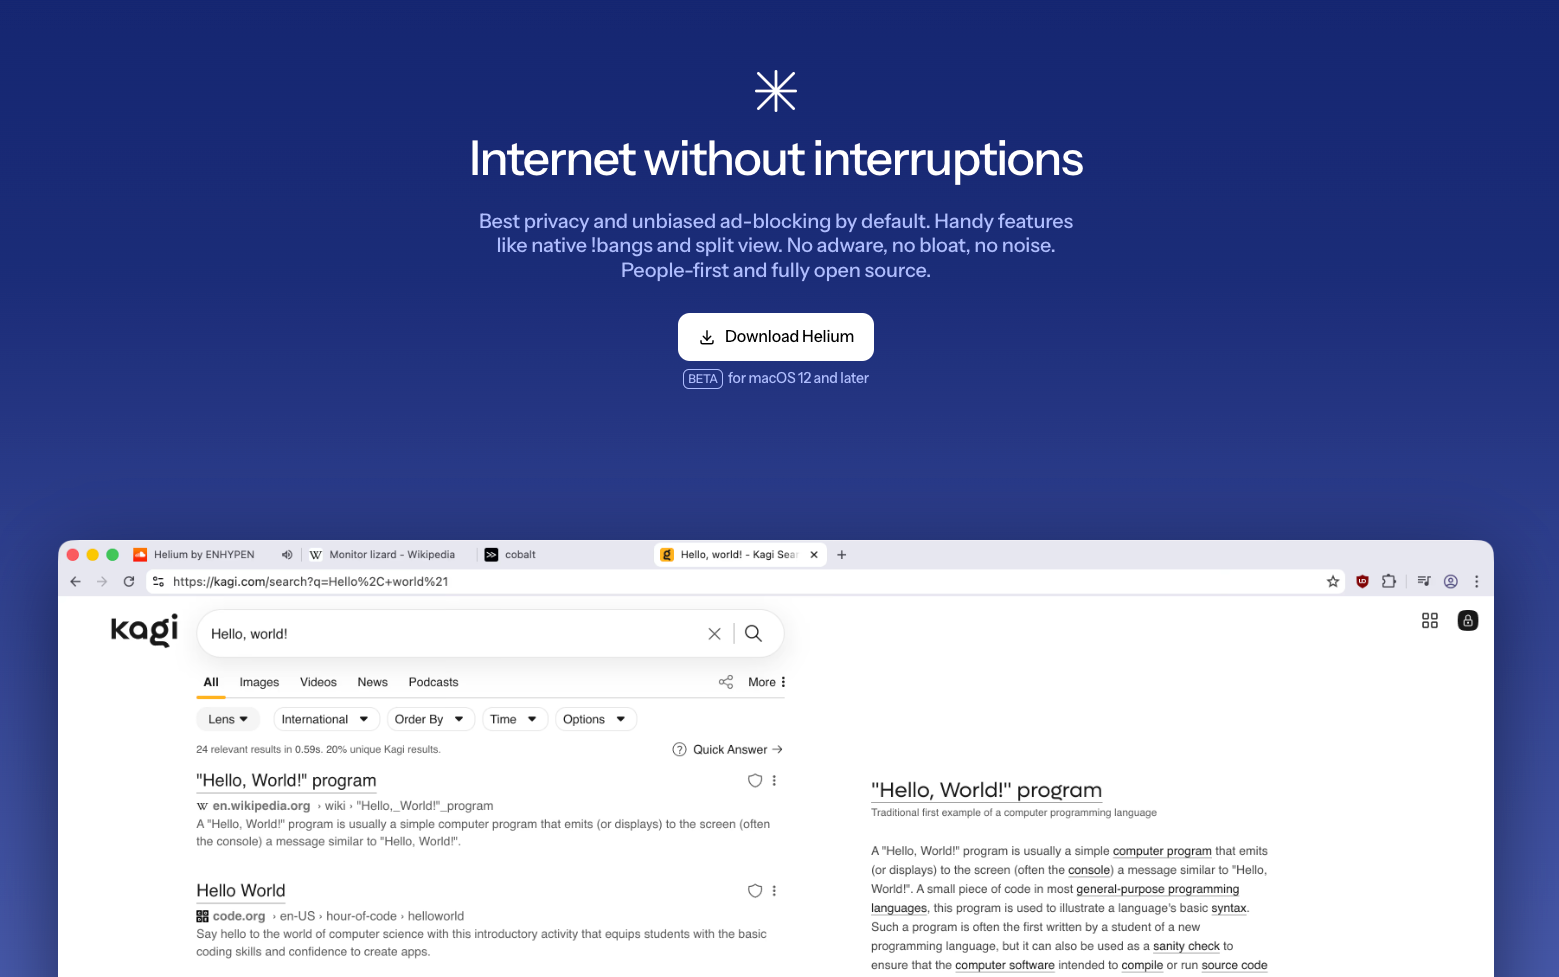 Internet without interruptions
Best privacy and unbiased ad-blocking by default. Handy features
like native !bangs and split view. No adware, no bloat, no noise.
People-first and fully open source.
Download Helium
BETA for macOS 12 and later
Helium by ENHYPEN
Monitor lizard - Wikipedia
cobalt
Hello, world! - Kagi Sear
https://kagi.com/search?q=Hello%2C+world%21
kagi
Hello, world!
All Images Videos News Podcasts More
Lens International Order By Time Options
24 relevant results in 0.59s. 20% unique Kagi results.
Quick Answer
"Hello, World!" program
en.wikipedia.org › wiki › "Hello,_World!"_program
A "Hello, World!" program is usually a simple computer program that emits (or displays) to the screen (often
the console) a message similar to "Hello, World!".
Hello World
code.org › en-US › hour-of-code › helloworld
Say hello to the world of computer science with this introductory activity that equips students with the basic
coding skills and confidence to create apps.
"Hello, World!" program
Traditional first example of a computer programming language
A "Hello, World!" program is usually a simple computer program that emits
(or displays) to the screen (often the console) a message similar to "Hello,
World!". A small piece of code in most general-purpose programming
languages, this program is used to illustrate a language's basic syntax.
Such a program is often the first written by a student of a new
programming language, but it can also be used as a sanity check to
ensure that the computer software intended to compile or run source code